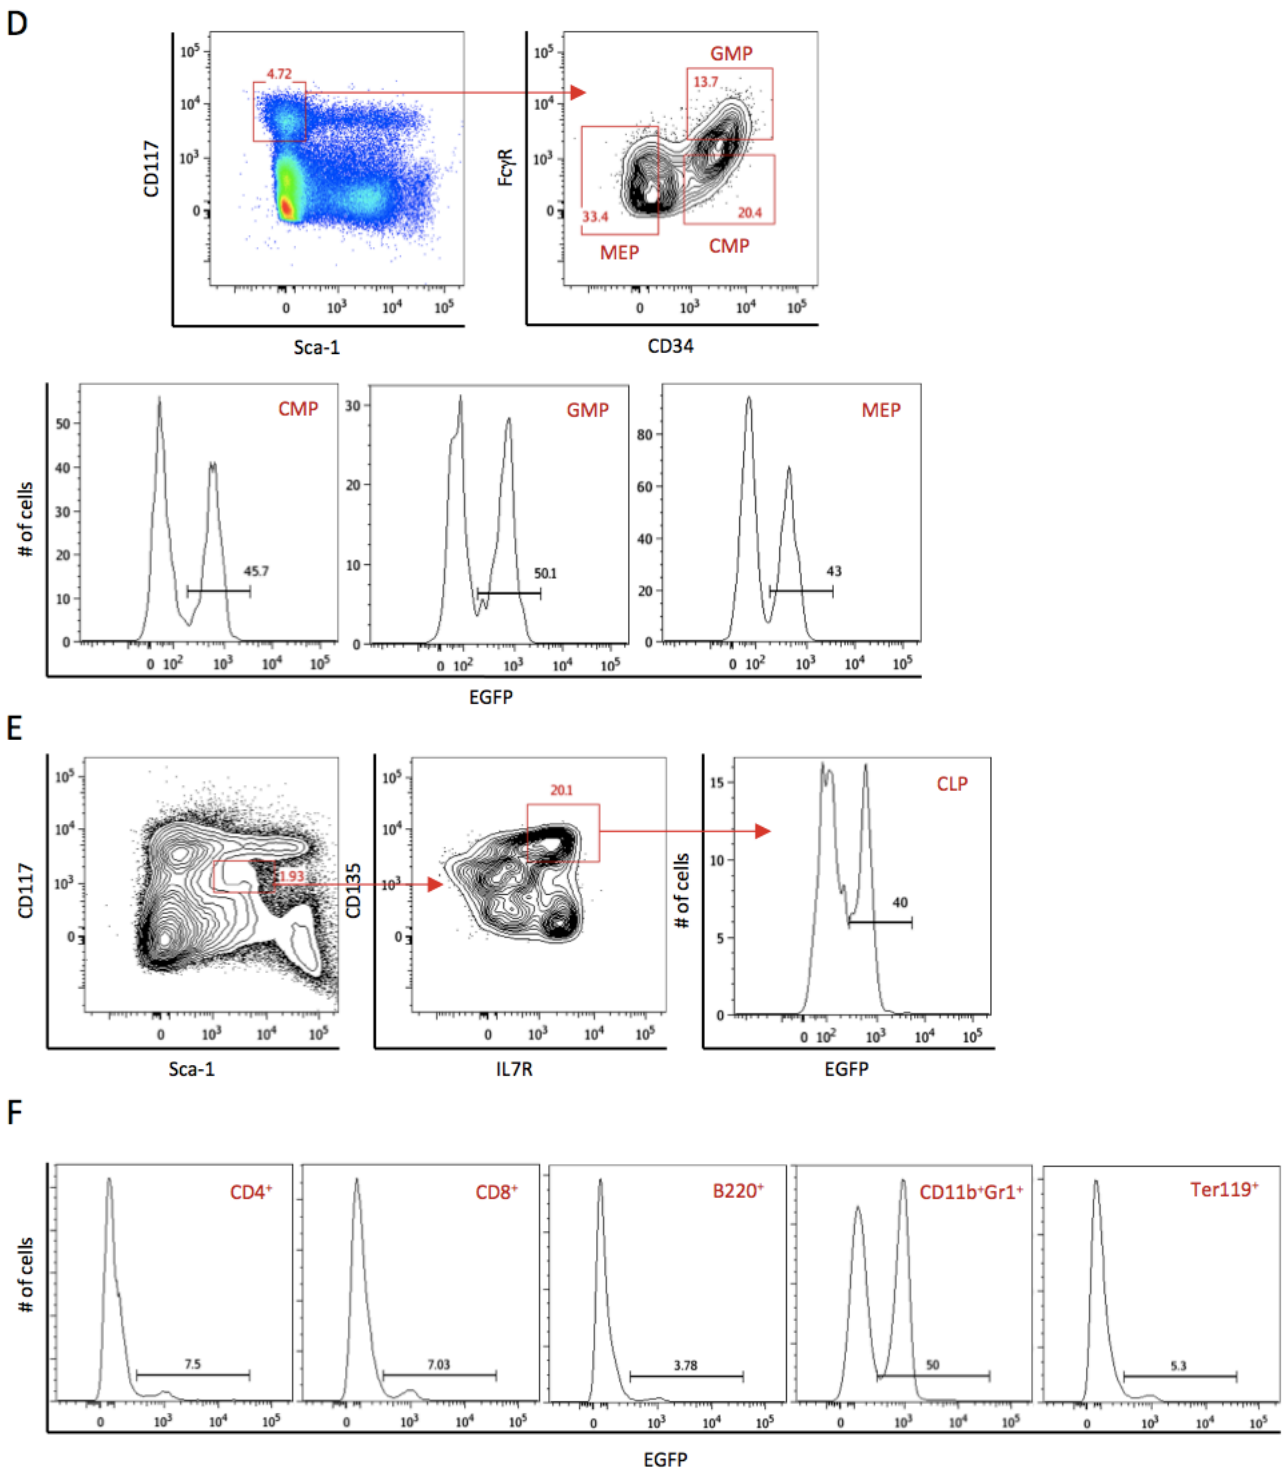 D
10⁵
10⁴
10³
0
CD117
4.72
0 10³ 10⁴ 10⁵
Sca-1
10⁵
10⁴
10³
0
FcγR
GMP
13.7
33.4
20.4
MEP
CMP
0 10³ 10⁴ 10⁵
CD34
# of cells
50
40
30
20
10
0
CMP
45.7
0 10² 10³ 10⁴ 10⁵
30
20
10
0
GMP
50.1
0 10² 10³ 10⁴ 10⁵
80
60
40
20
0
MEP
43
0 10² 10³ 10⁴ 10⁵
EGFP
E
CD117
10⁵
10⁴
10³
0
1.93
0 10³ 10⁴ 10⁵
Sca-1
CD135
10⁵
10⁴
10³
0
20.1
0 10³ 10⁴ 10⁵
IL7R
# of cells
15
10
5
0
CLP
40
0 10² 10³ 10⁴ 10⁵
EGFP
F
# of cells
CD4⁺
7.5
0 10³ 10⁴ 10⁵
CD8⁺
7.03
0 10³ 10⁴ 10⁵
B220⁺
3.78
0 10³ 10⁴ 10⁵
CD11b⁺Gr1⁺
50
0 10³ 10⁴ 10⁵
Ter119⁺
5.3
0 10³ 10⁴ 10⁵
EGFP